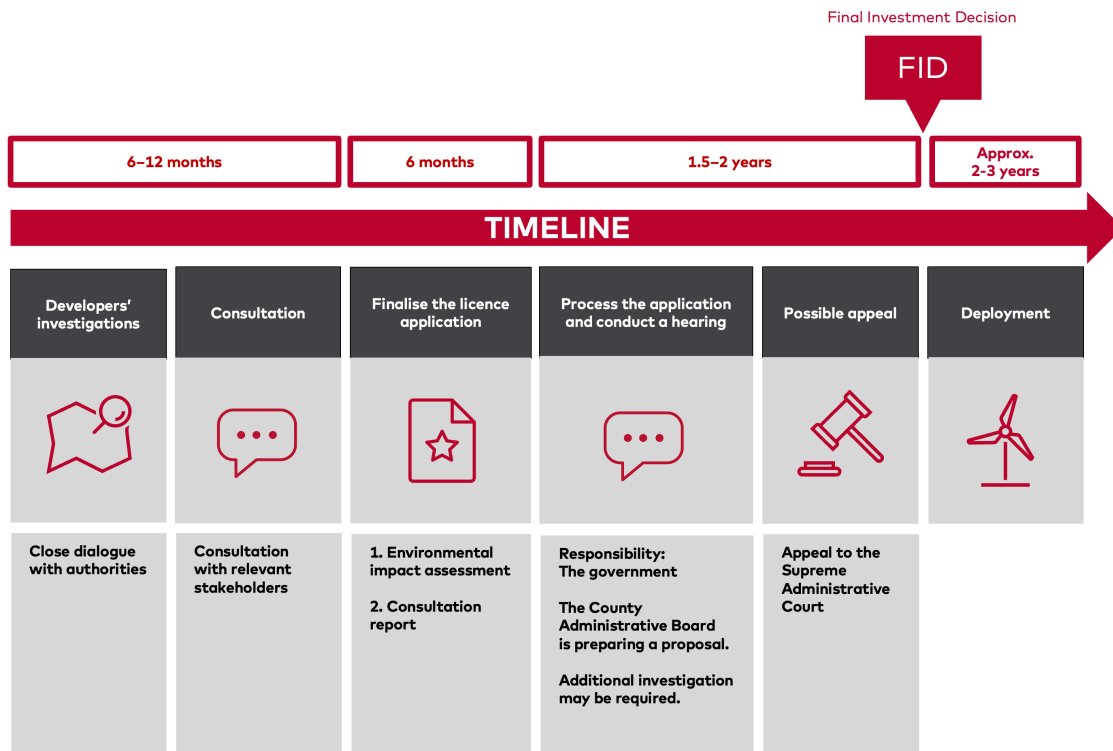 Final Investment Decision
FID
6–12 months
6 months
1.5–2 years
Approx.
2-3 years
TIMELINE
Developers’
investigations
Consultation
Finalise the licence
application
Process the application
and conduct a hearing
Possible appeal
Deployment
Close dialogue
with authorities
Consultation
with relevant
stakeholders
1. Environmental
impact assessment
2. Consultation
report
Responsibility:
The government
The County
Administrative Board
is preparing a proposal.
Additional investigation
may be required.
Appeal to the
Supreme
Administrative
Court